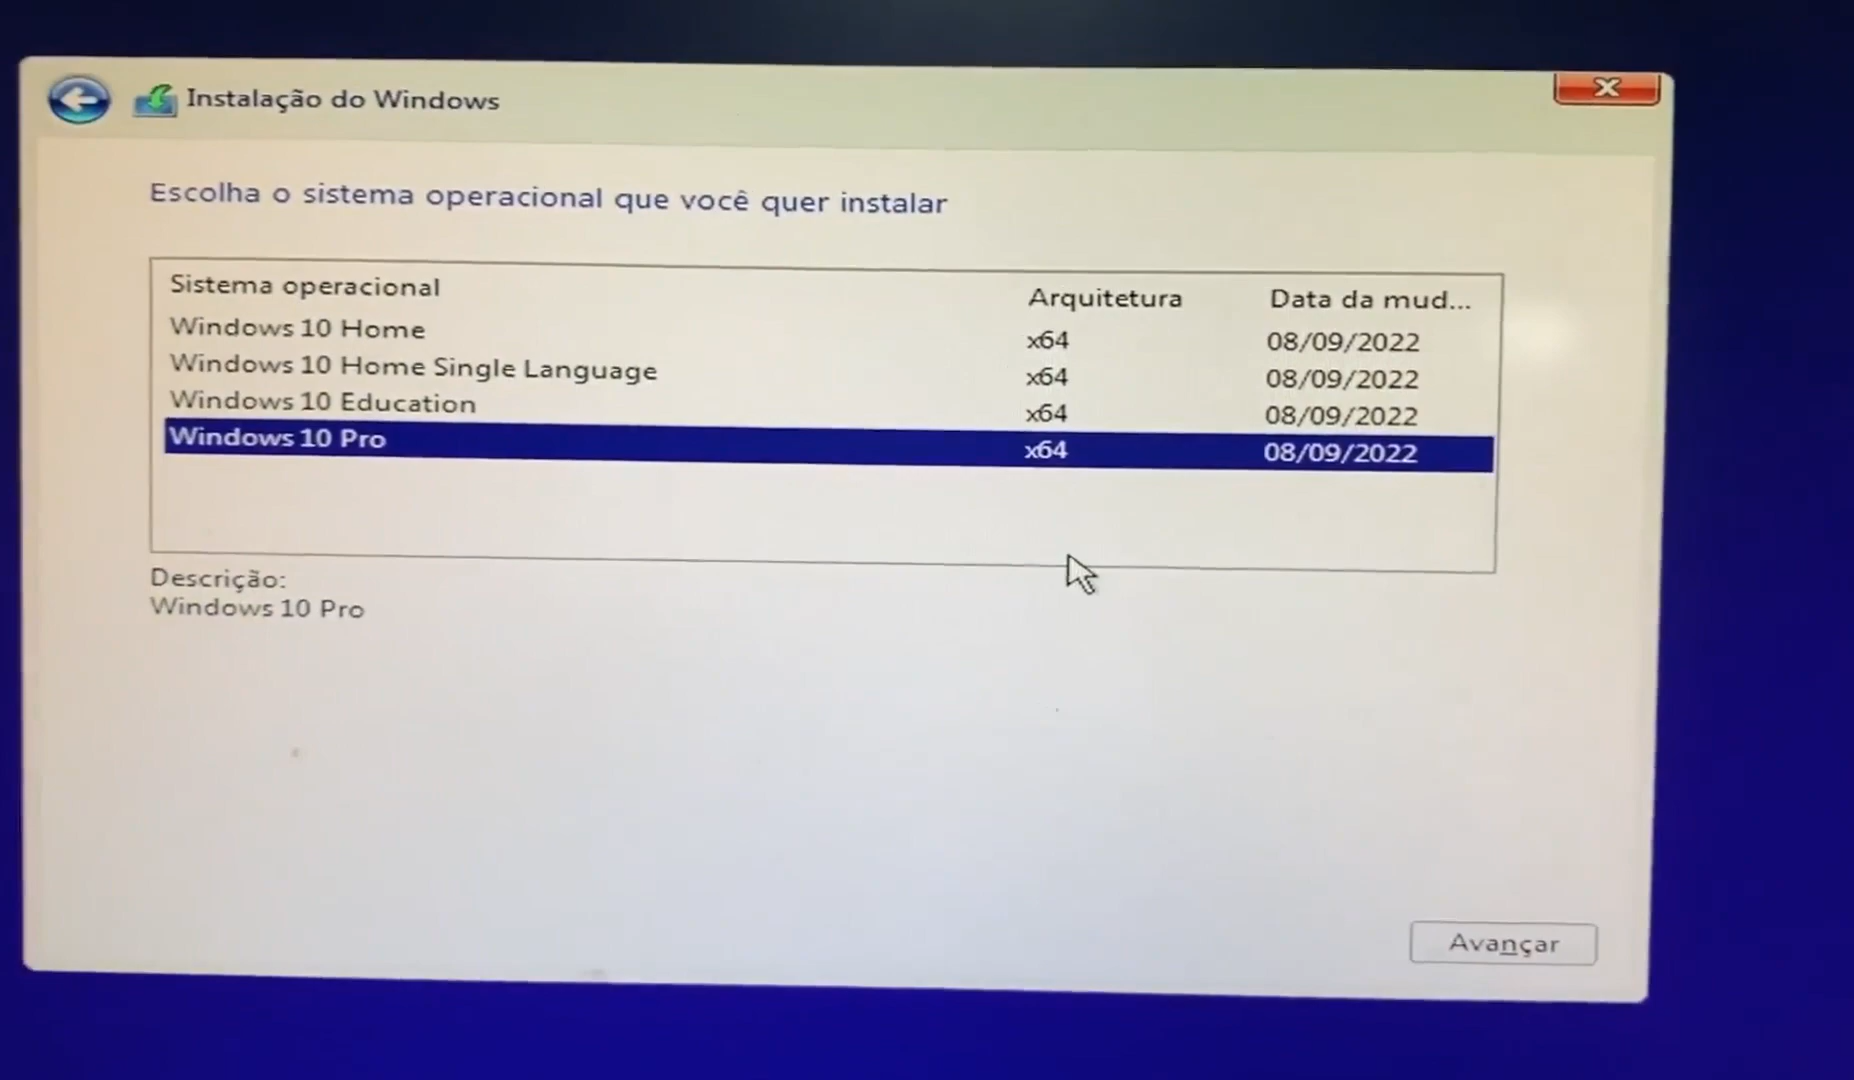 Instalação do Windows
Escolha o sistema operacional que você quer instalar
Sistema operacional Arquitetura Data da mud...
Windows 10 Home x64 08/09/2022
Windows 10 Home Single Language x64 08/09/2022
Windows 10 Education x64 08/09/2022
Windows 10 Pro x64 08/09/2022
Descrição:
Windows 10 Pro
Avançar